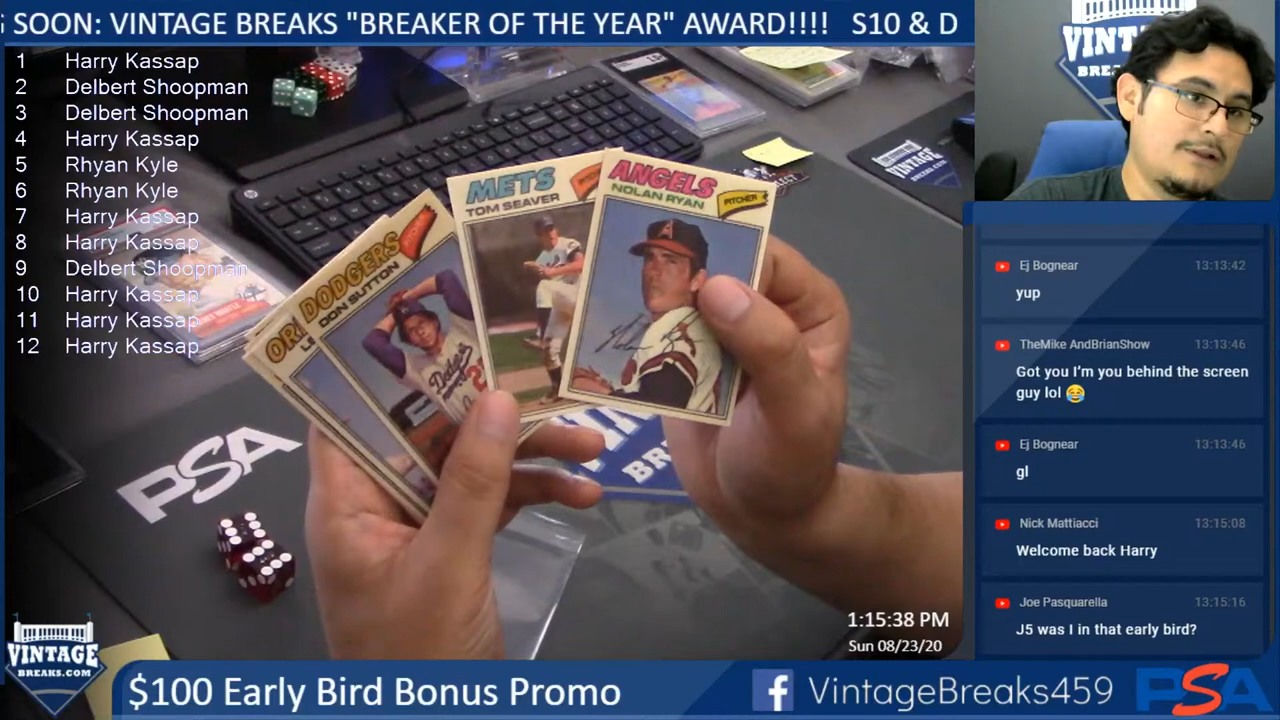 SOON: VINTAGE BREAKS "BREAKER OF THE YEAR" AWARD!!!! S10 & D
1 Harry Kassap
2 Delbert Shoopman
3 Delbert Shoopman
4 Harry Kassap
5 Rhyan Kyle
6 Rhyan Kyle
7 Harry Kassap
8 Harry Kassap
9 Delbert Shoopman
10 Harry Kassap
11 Harry Kassap
12 Harry Kassap
OR
DODGERS
DON SUTTON
Dodgers
METS
TOM SEAVER
ANGELS
NOLAN RYAN
PITCHER
PSA
VINTAGE
Ej Bognear 13:13:42
yup
TheMike AndBrianShow 13:13:46
Got you I'm you behind the screen
guy lol 😂
Ej Bognear 13:13:46
gl
Nick Mattiacci 13:15:08
Welcome back Harry
Joe Pasquarella 13:15:16
J5 was I in that early bird?
1:15:38 PM
Sun 08/23/20
VINTAGE
BREAKS.COM
$100 Early Bird Bonus Promo
f VintageBreaks459
PSA